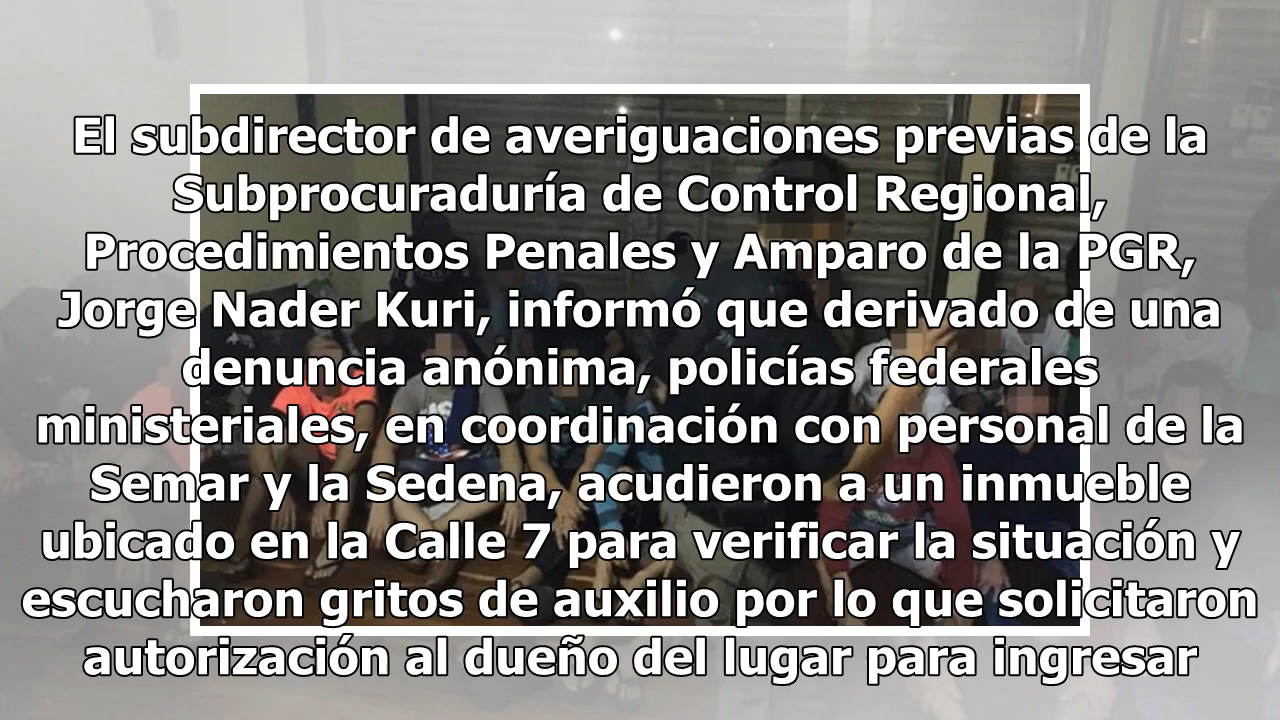 El subdirector de averiguaciones previas de la
Subprocuraduría de Control Regional,
Procedimientos Penales y Amparo de la PGR,
Jorge Nader Kuri, informó que derivado de una
denuncia anónima, policías federales
ministeriales, en coordinación con personal de la
Semar y la Sedena, acudieron a un inmueble
ubicado en la Calle 7 para verificar la situación y
escucharon gritos de auxilio por lo que solicitaron
autorización al dueño del lugar para ingresar